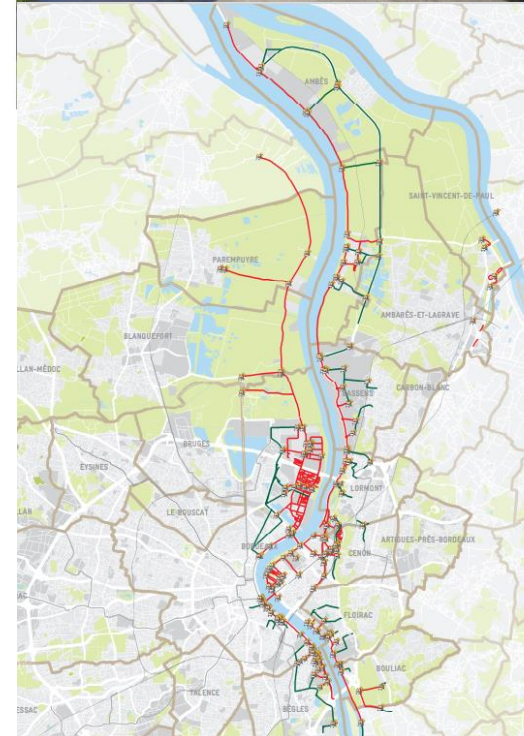 AMBÈS
SAINT-VINCENT-DE-PAUL
PAREMPUYRE
AMBARÈS-ET-LAGRAVE
BLANQUEFORT
LLAN-MÉDOC
CARBON-BLANC
BASSENS
BRUGES
EYSINES
LORMONT
LE BOUSCAT
ARTIGUES-PRÈS-BORDEAUX
BORDEAUX
CENON
FLOIRAC
BOULIAC
TALENCE
BÈGLES
ESSAC